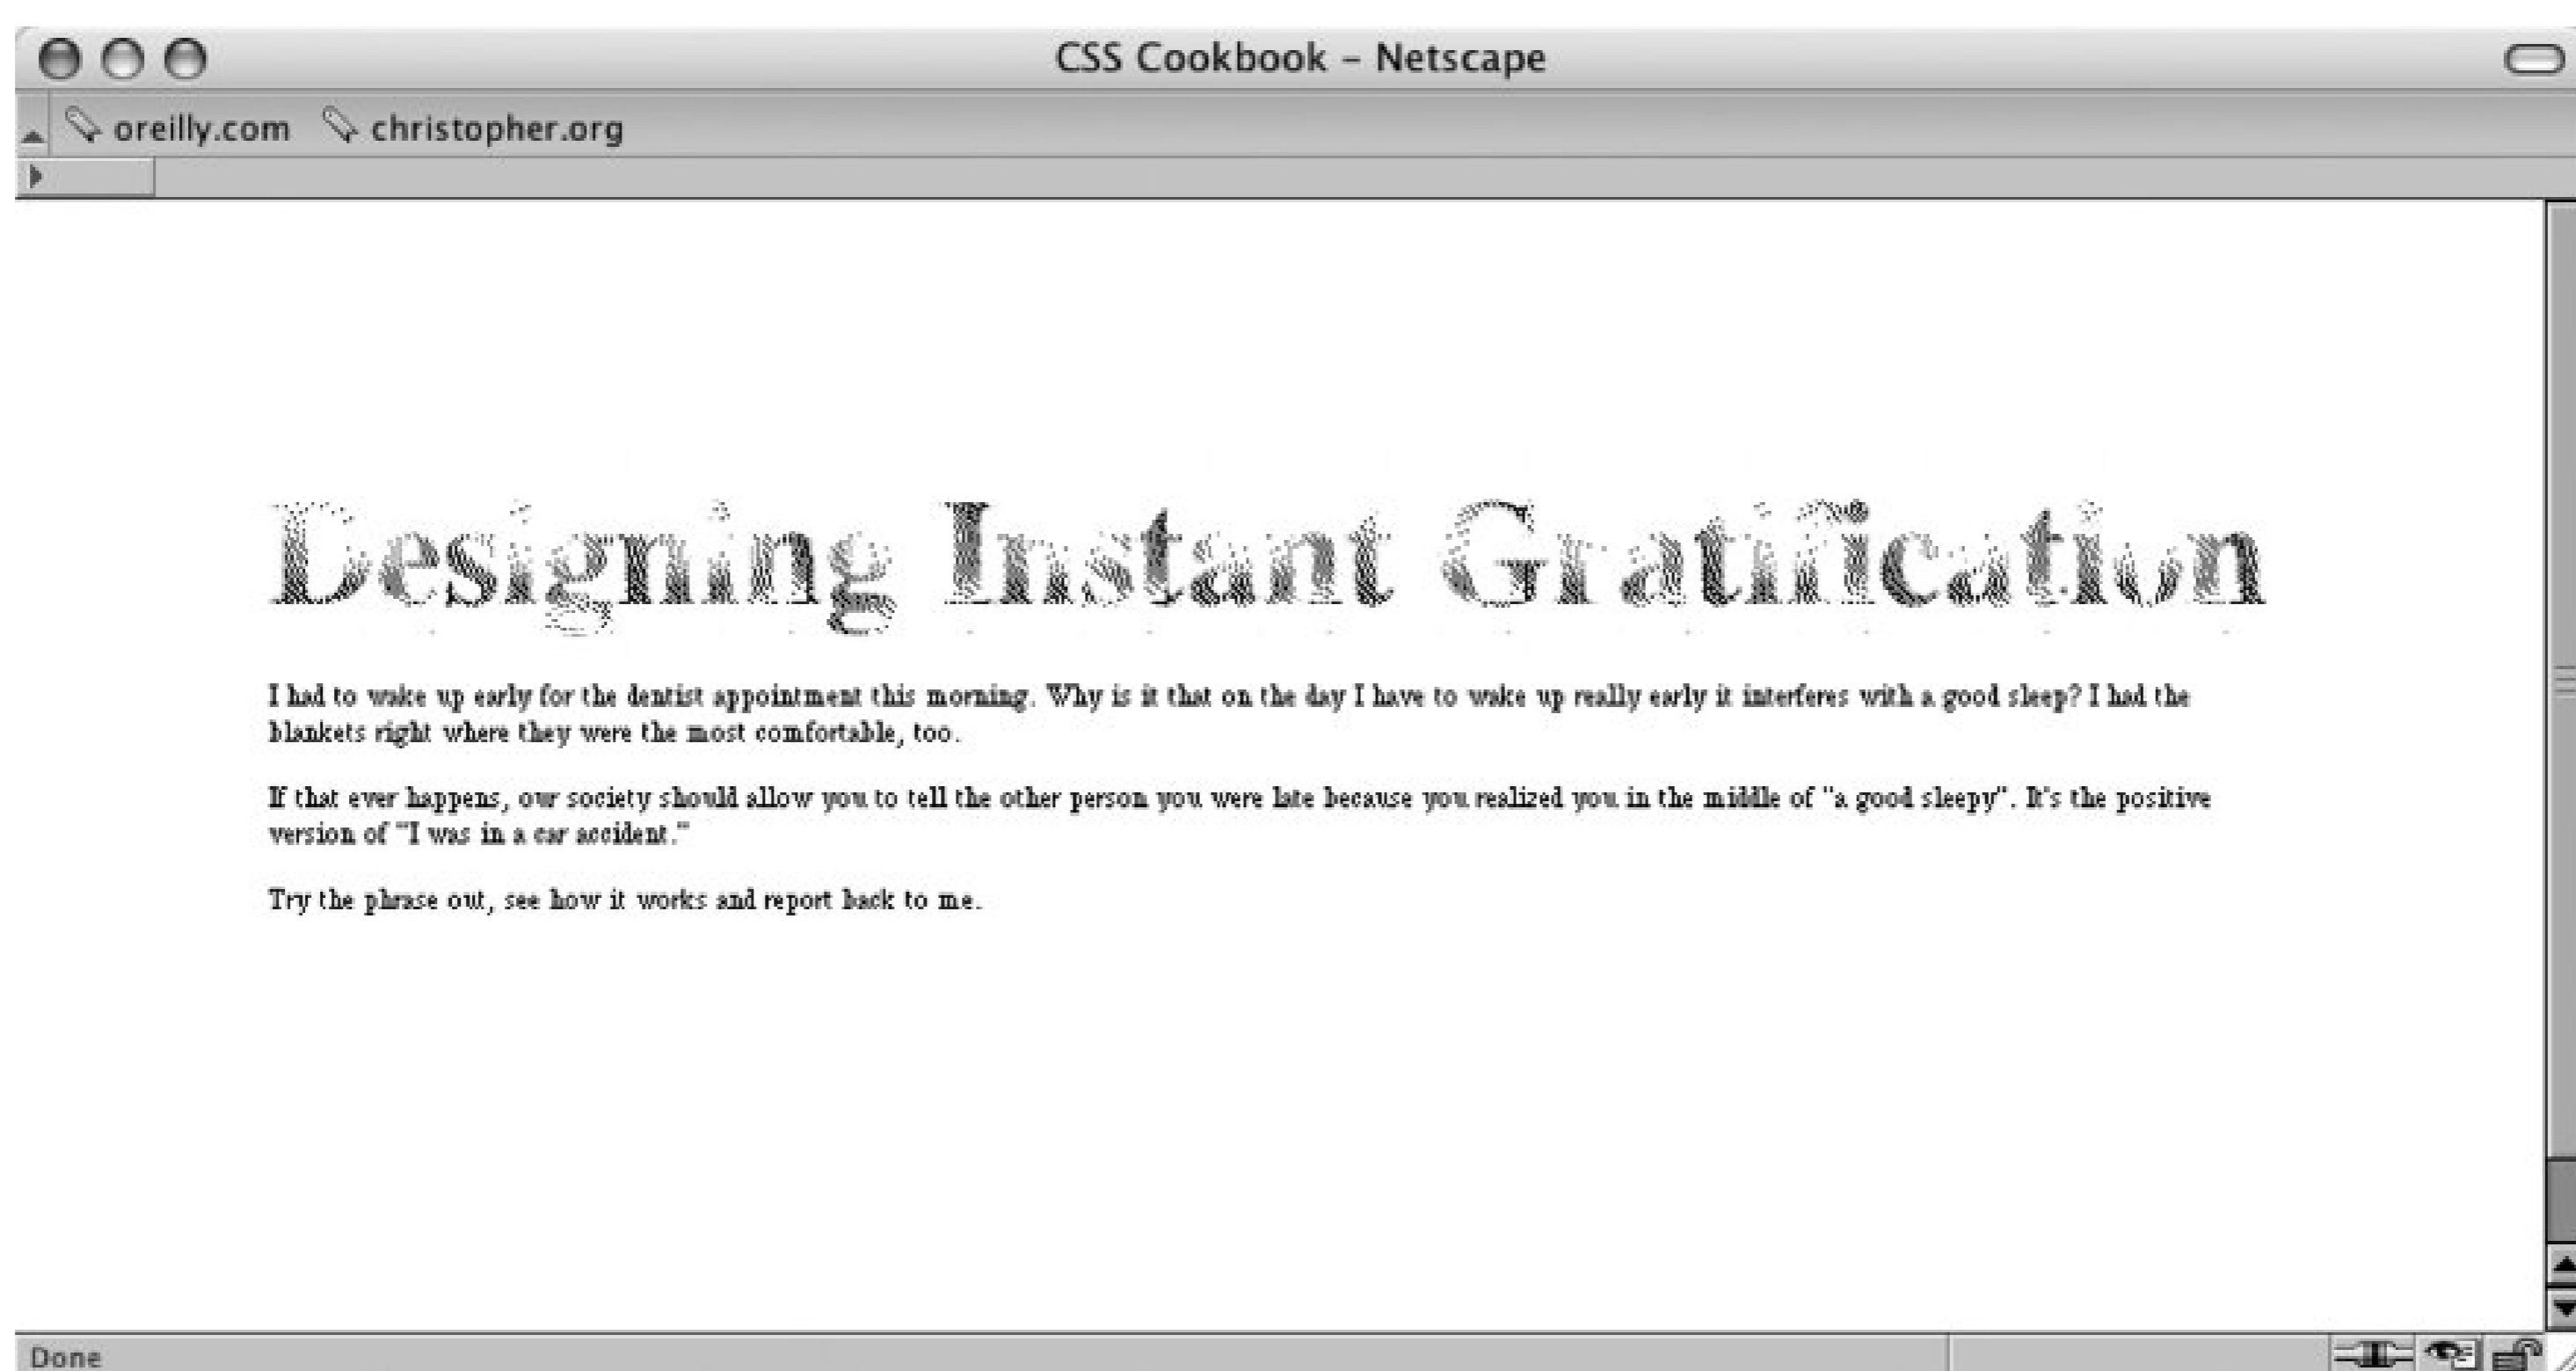 CSS Cookbook – Netscape
oreilly.com christopher.org
Designing Instant Gratification
I had to wake up early for the dentist appointment this morning. Why is it that on the day I have to wake up really early it interferes with a good sleep? I had the
blankets right where they were the most comfortable, too.
If that ever happens, our society should allow you to tell the other person you were late because you realized you in the middle of "a good sleepy". It's the positive
version of "I was in a car accident."
Try the phrase out, see how it works and report back to me.
Done